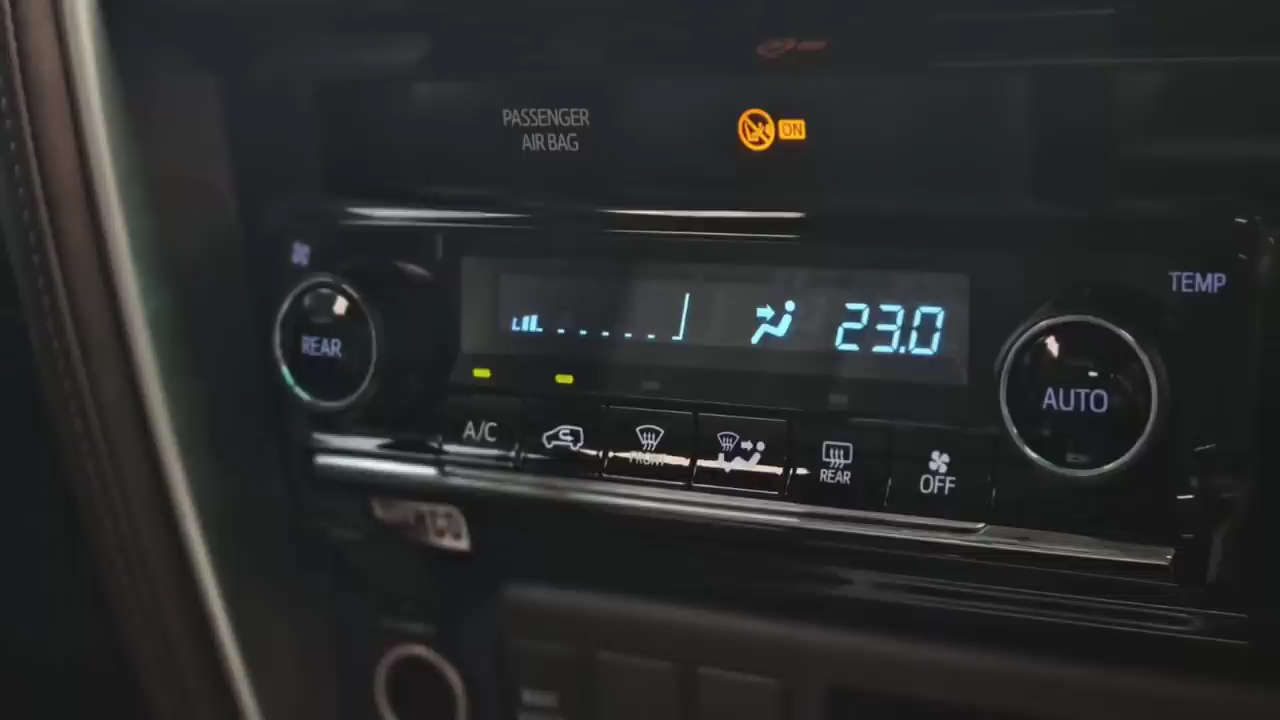 PASSENGER
AIR BAG
ON
TEMP
REAR
23.0
AUTO
A/C
FRONT
REAR
OFF